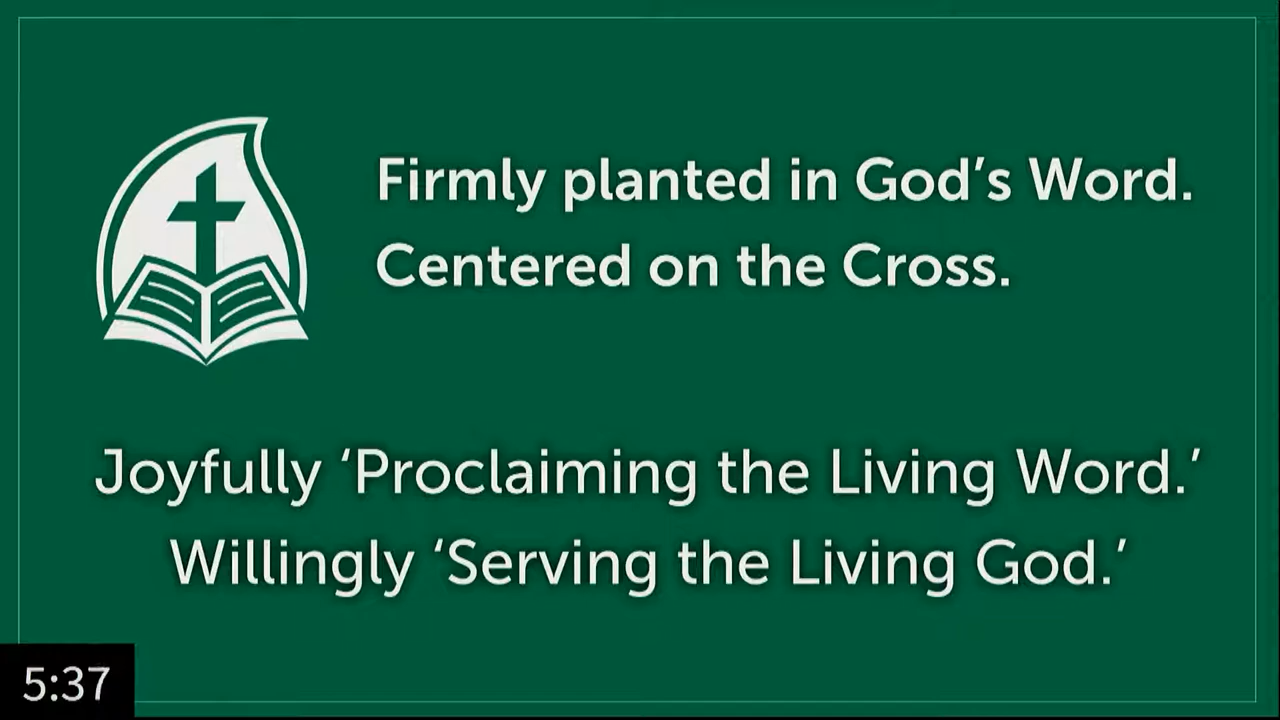 Firmly planted in God’s Word.
Centered on the Cross.
Joyfully ‘Proclaiming the Living Word.’
Willingly ‘Serving the Living God.’
5:37